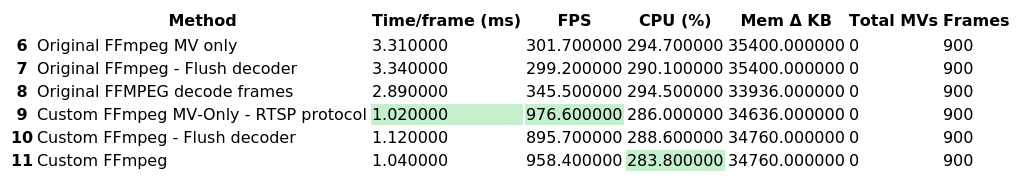 Method Time/frame (ms) FPS CPU (%) Mem Δ KB Total MVs Frames
6 Original FFmpeg MV only 3.310000 301.700000 294.700000 35400.000000 0 900
7 Original FFmpeg - Flush decoder 3.340000 299.200000 290.100000 35400.000000 0 900
8 Original FFMPEG decode frames 2.890000 345.500000 294.500000 33936.000000 0 900
9 Custom FFmpeg MV-Only - RTSP protocol 1.020000 976.600000 286.000000 34636.000000 0 900
10 Custom FFmpeg - Flush decoder 1.120000 895.700000 288.600000 34760.000000 0 900
11 Custom FFmpeg 1.040000 958.400000 283.800000 34760.000000 0 900